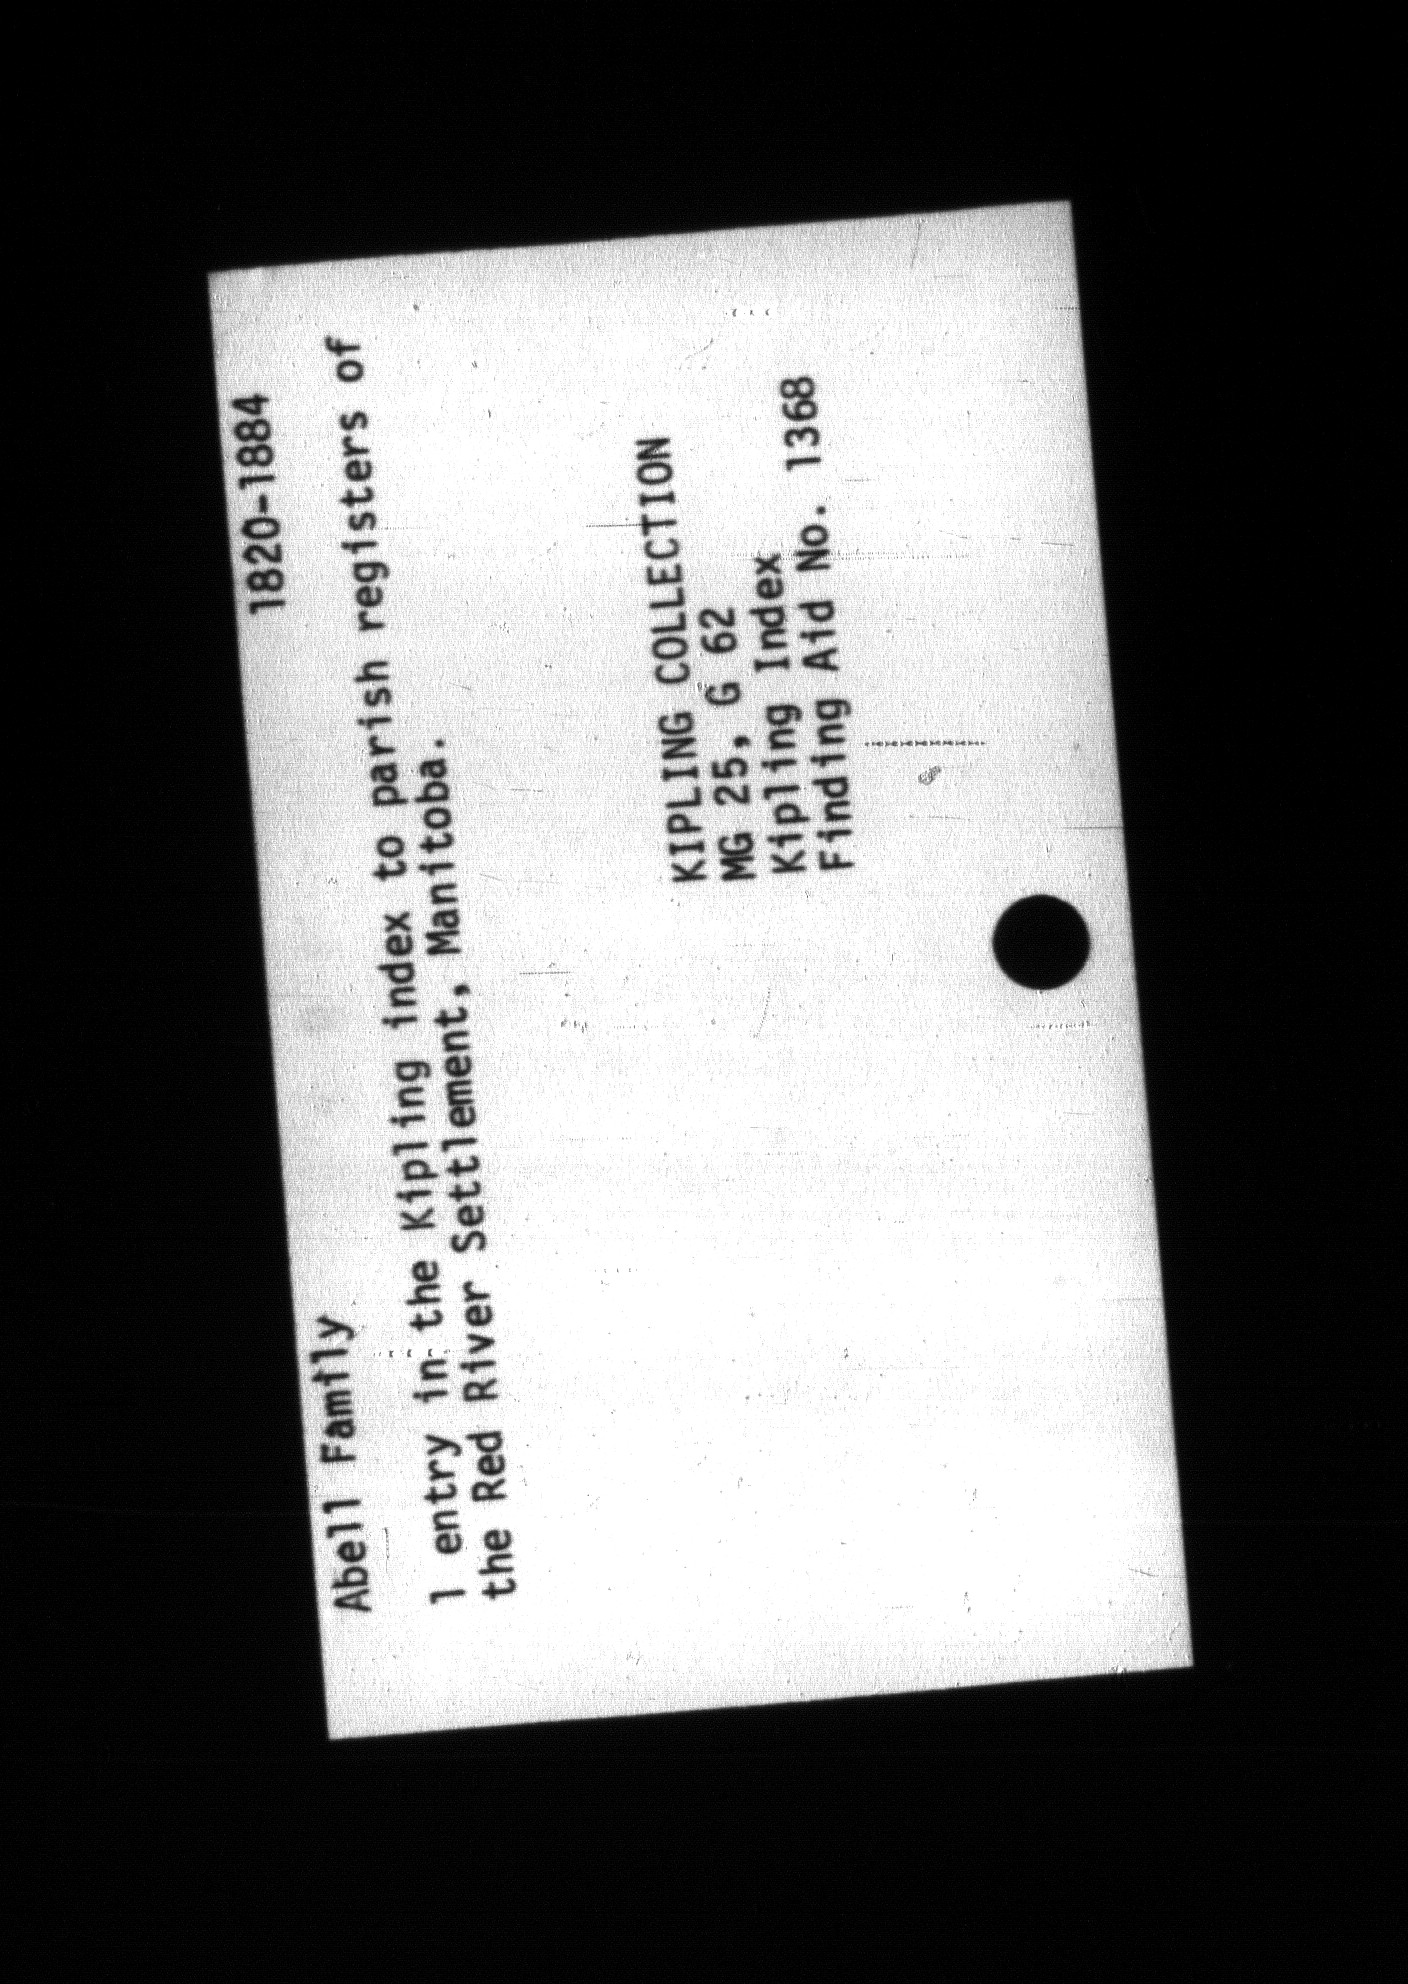 Abell Family 1820-1884
1 entry in the Kipling index to parish registers of
the Red River Settlement, Manitoba.
KIPLING COLLECTION
MG 25, G 62
Kipling Index
Finding Aid No. 1368